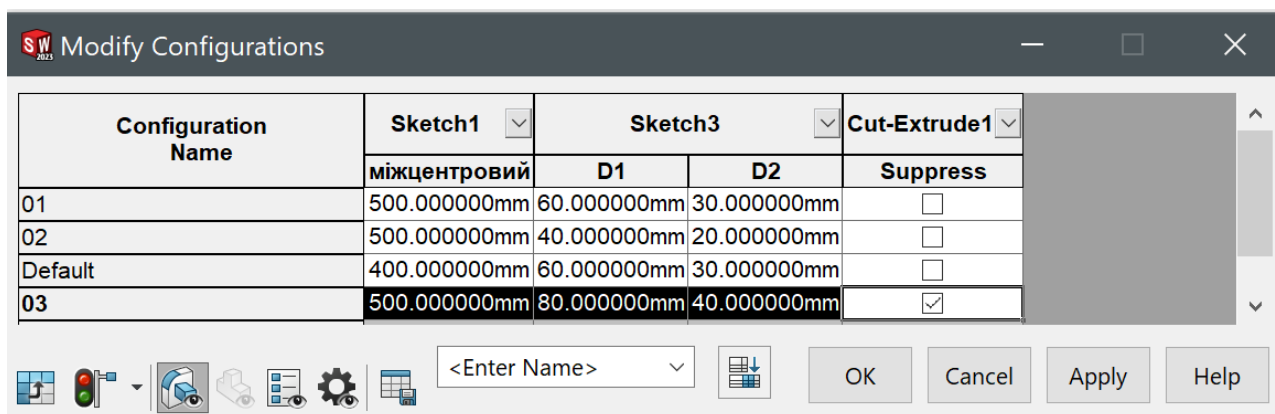 SW 2023 Modify Configurations
Configuration Name Sketch1 Sketch3 Cut-Extrude1
міжцентровий D1 D2 Suppress
01 500.000000mm 60.000000mm 30.000000mm
02 500.000000mm 40.000000mm 20.000000mm
Default 400.000000mm 60.000000mm 30.000000mm
03 500.000000mm 80.000000mm 40.000000mm
<Enter Name> OK Cancel Apply Help